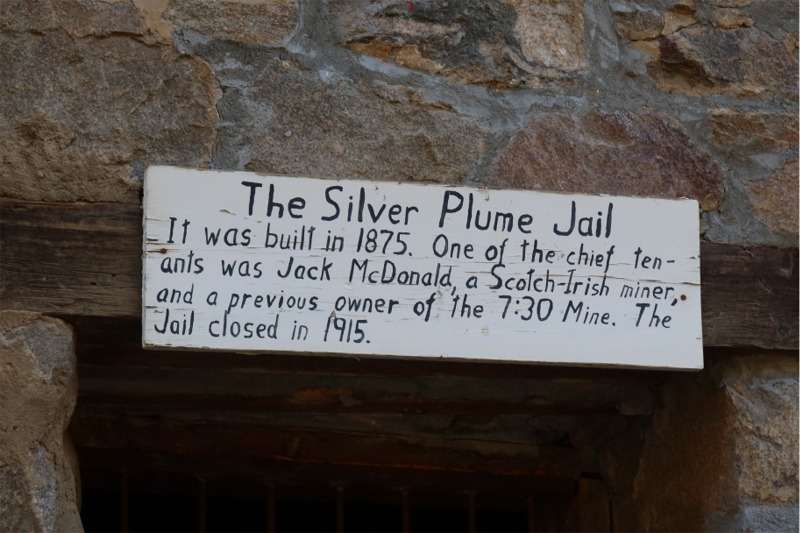 The Silver Plume Jail
It was built in 1875. One of the chief ten-
ants was Jack McDonald, a Scotch-Irish miner,
and a previous owner of the 7:30 Mine. The
Jail closed in 1915.